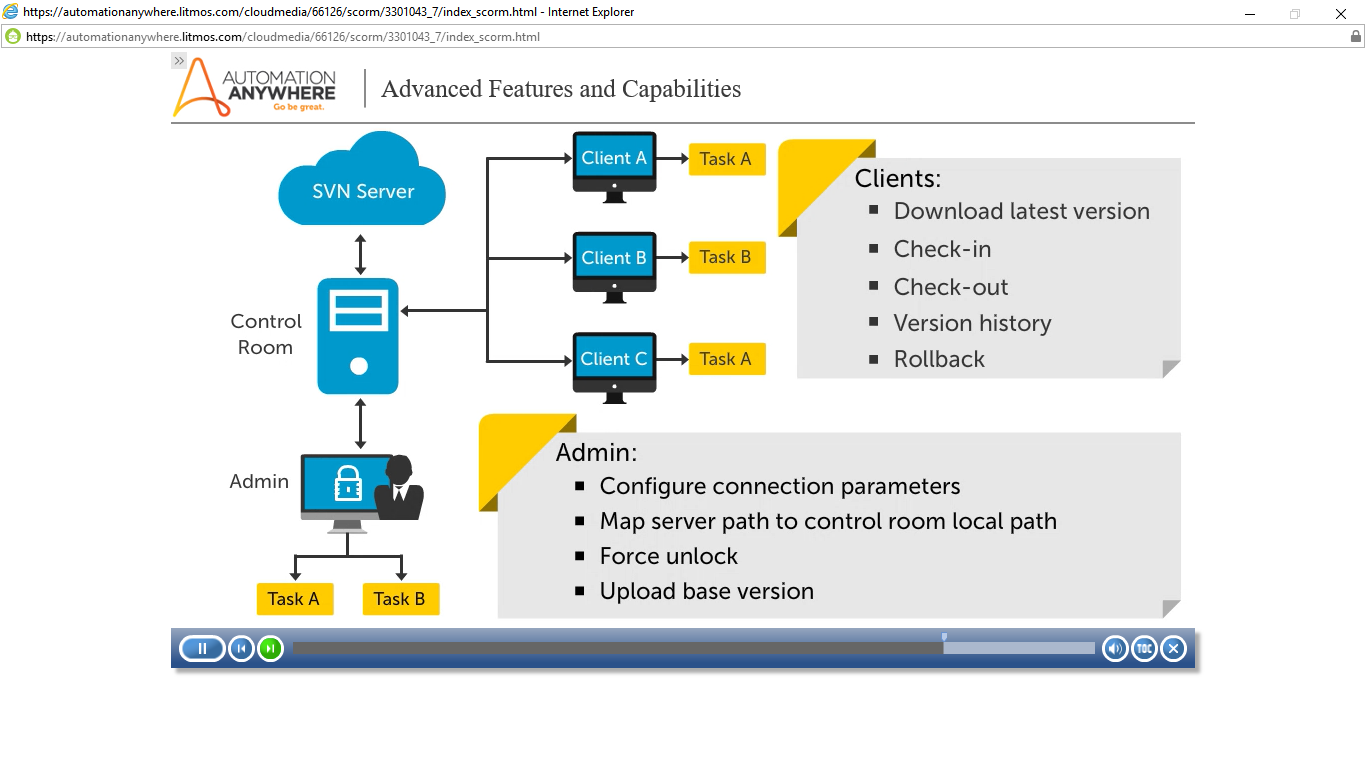 https://automationanywhere.litmos.com/cloudmedia/66126/scorm/3301043_7/index_scorm.html - Internet Explorer
https://automationanywhere.litmos.com/cloudmedia/66126/scorm/3301043_7/index_scorm.html
AUTOMATION
ANYWHERE
Go be great.
Advanced Features and Capabilities
SVN Server
Control
Room
Admin
Task A
Task B
Client A
Task A
Client B
Task B
Client C
Task A
Clients:
Download latest version
Check-in
Check-out
Version history
Rollback
Admin:
Configure connection parameters
Map server path to control room local path
Force unlock
Upload base version
TOC